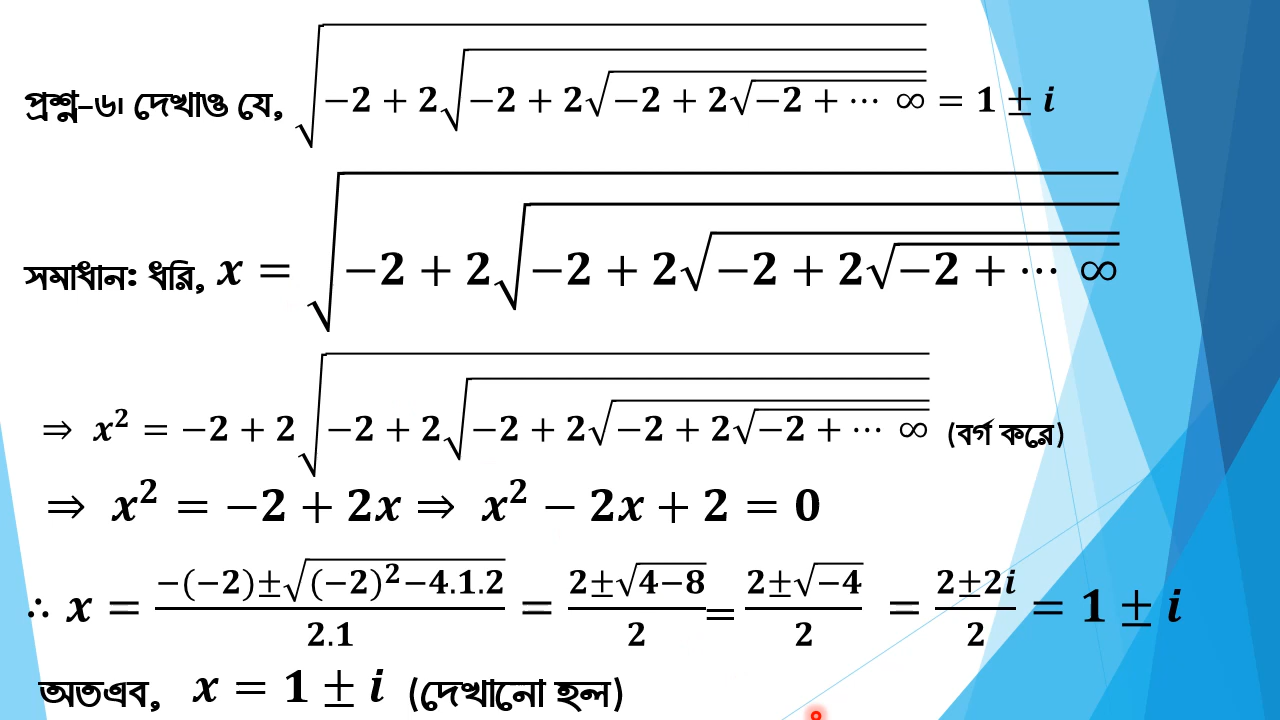 প্রশ্ন–৬। দেখাও যে, √(−2 + 2√(−2 + 2√(−2 + 2√(−2 + ⋯ ∞)))) = 1 ± i
সমাধান: ধরি, x = √(−2 + 2√(−2 + 2√(−2 + 2√(−2 + ⋯ ∞))))
⇒ x² = −2 + 2√(−2 + 2√(−2 + 2√(−2 + 2√(−2 + ⋯ ∞)))) (বর্গ করে)
⇒ x² = −2 + 2x ⇒ x² − 2x + 2 = 0
∴ x = (−(−2)±√((−2)²−4.1.2))/2.1 = (2±√(4−8))/2 = (2±√(−4))/2 = (2±2i)/2 = 1 ± i
অতএব, x = 1 ± i (দেখানো হল)